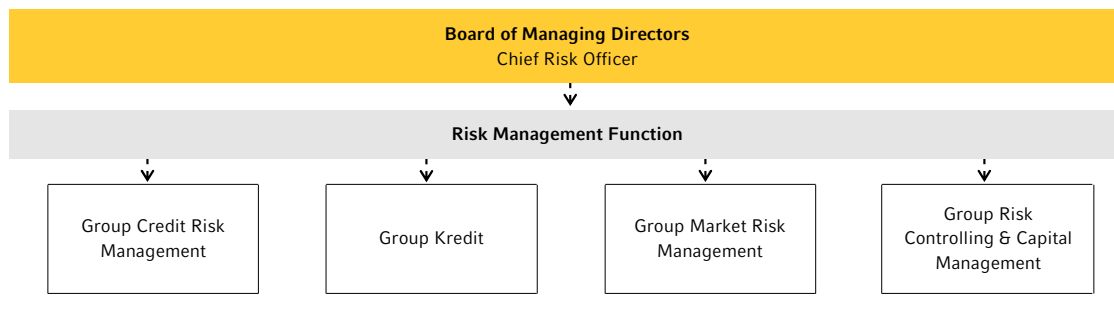 Board of Managing Directors
Chief Risk Officer
Risk Management Function
Group Credit Risk
Management
Group Kredit
Group Market Risk
Management
Group Risk
Controlling & Capital
Management